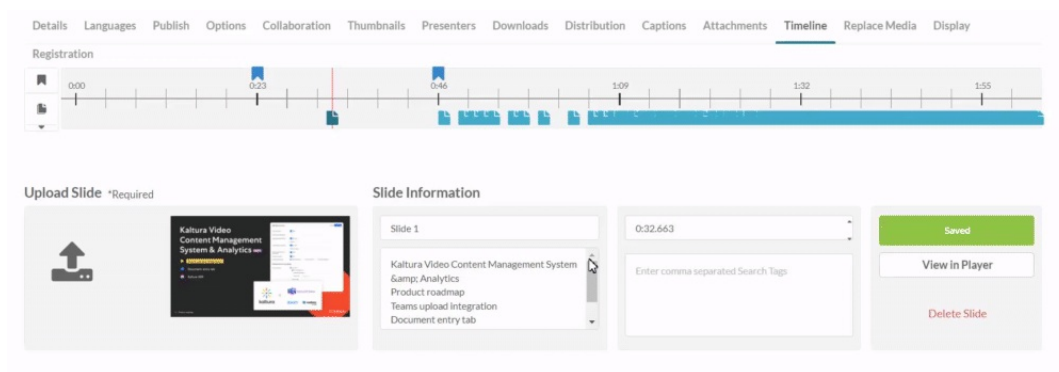 Details Languages Publish Options Collaboration Thumbnails Presenters Downloads Distribution Captions Attachments Timeline Replace Media Display
Registration
0:00 0:23 0:46 1:09 1:32 1:55
Upload Slide *Required
Slide Information
Kaltura Video
Content Management
System & Analytics
kaltura
Slide 1
Kaltura Video Content Management System
&amp; Analytics
Product roadmap
Teams upload integration
Document entry tab
0:32.663
Enter comma separated Search Tags
Saved
View in Player
Delete Slide